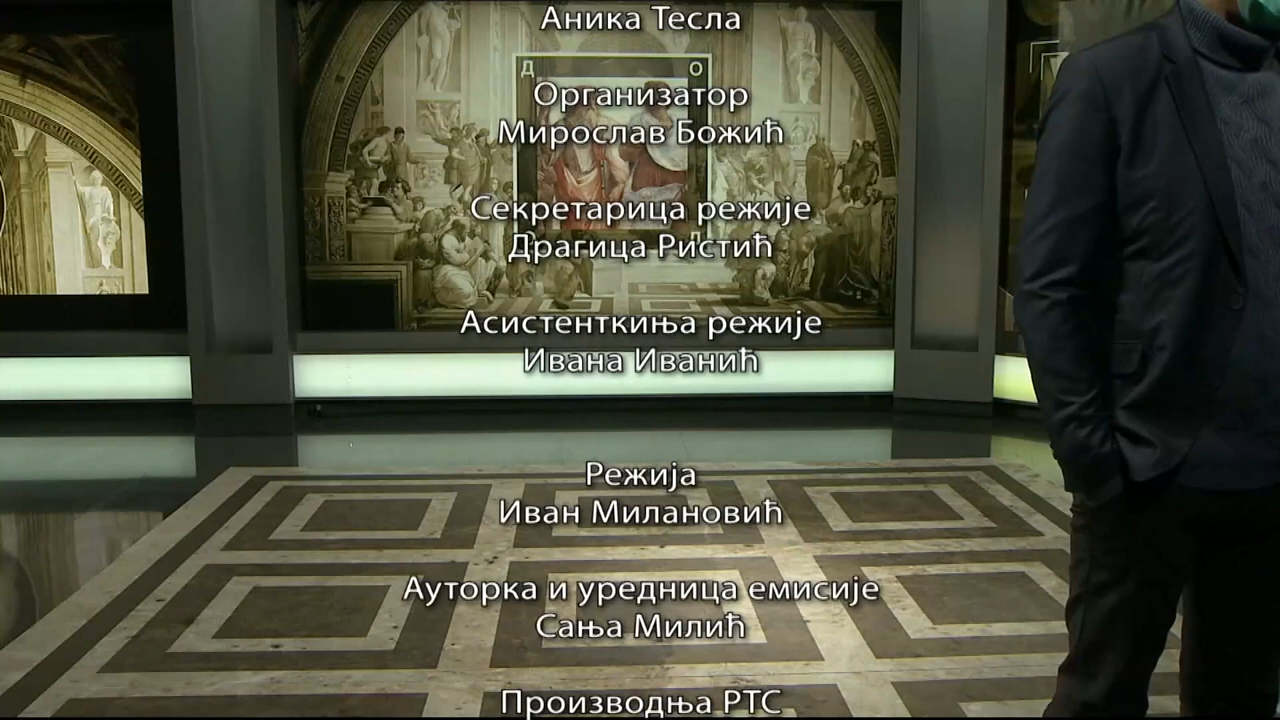 Аника Тесла
Д О
Организатор
Мирослав Божић
Секретарица режије
Драгица Ристић
Асистенткиња режије
Ивана Иванић
Режија
Иван Милановић
Ауторка и уредница емисије
Сања Милић
Производња РТС